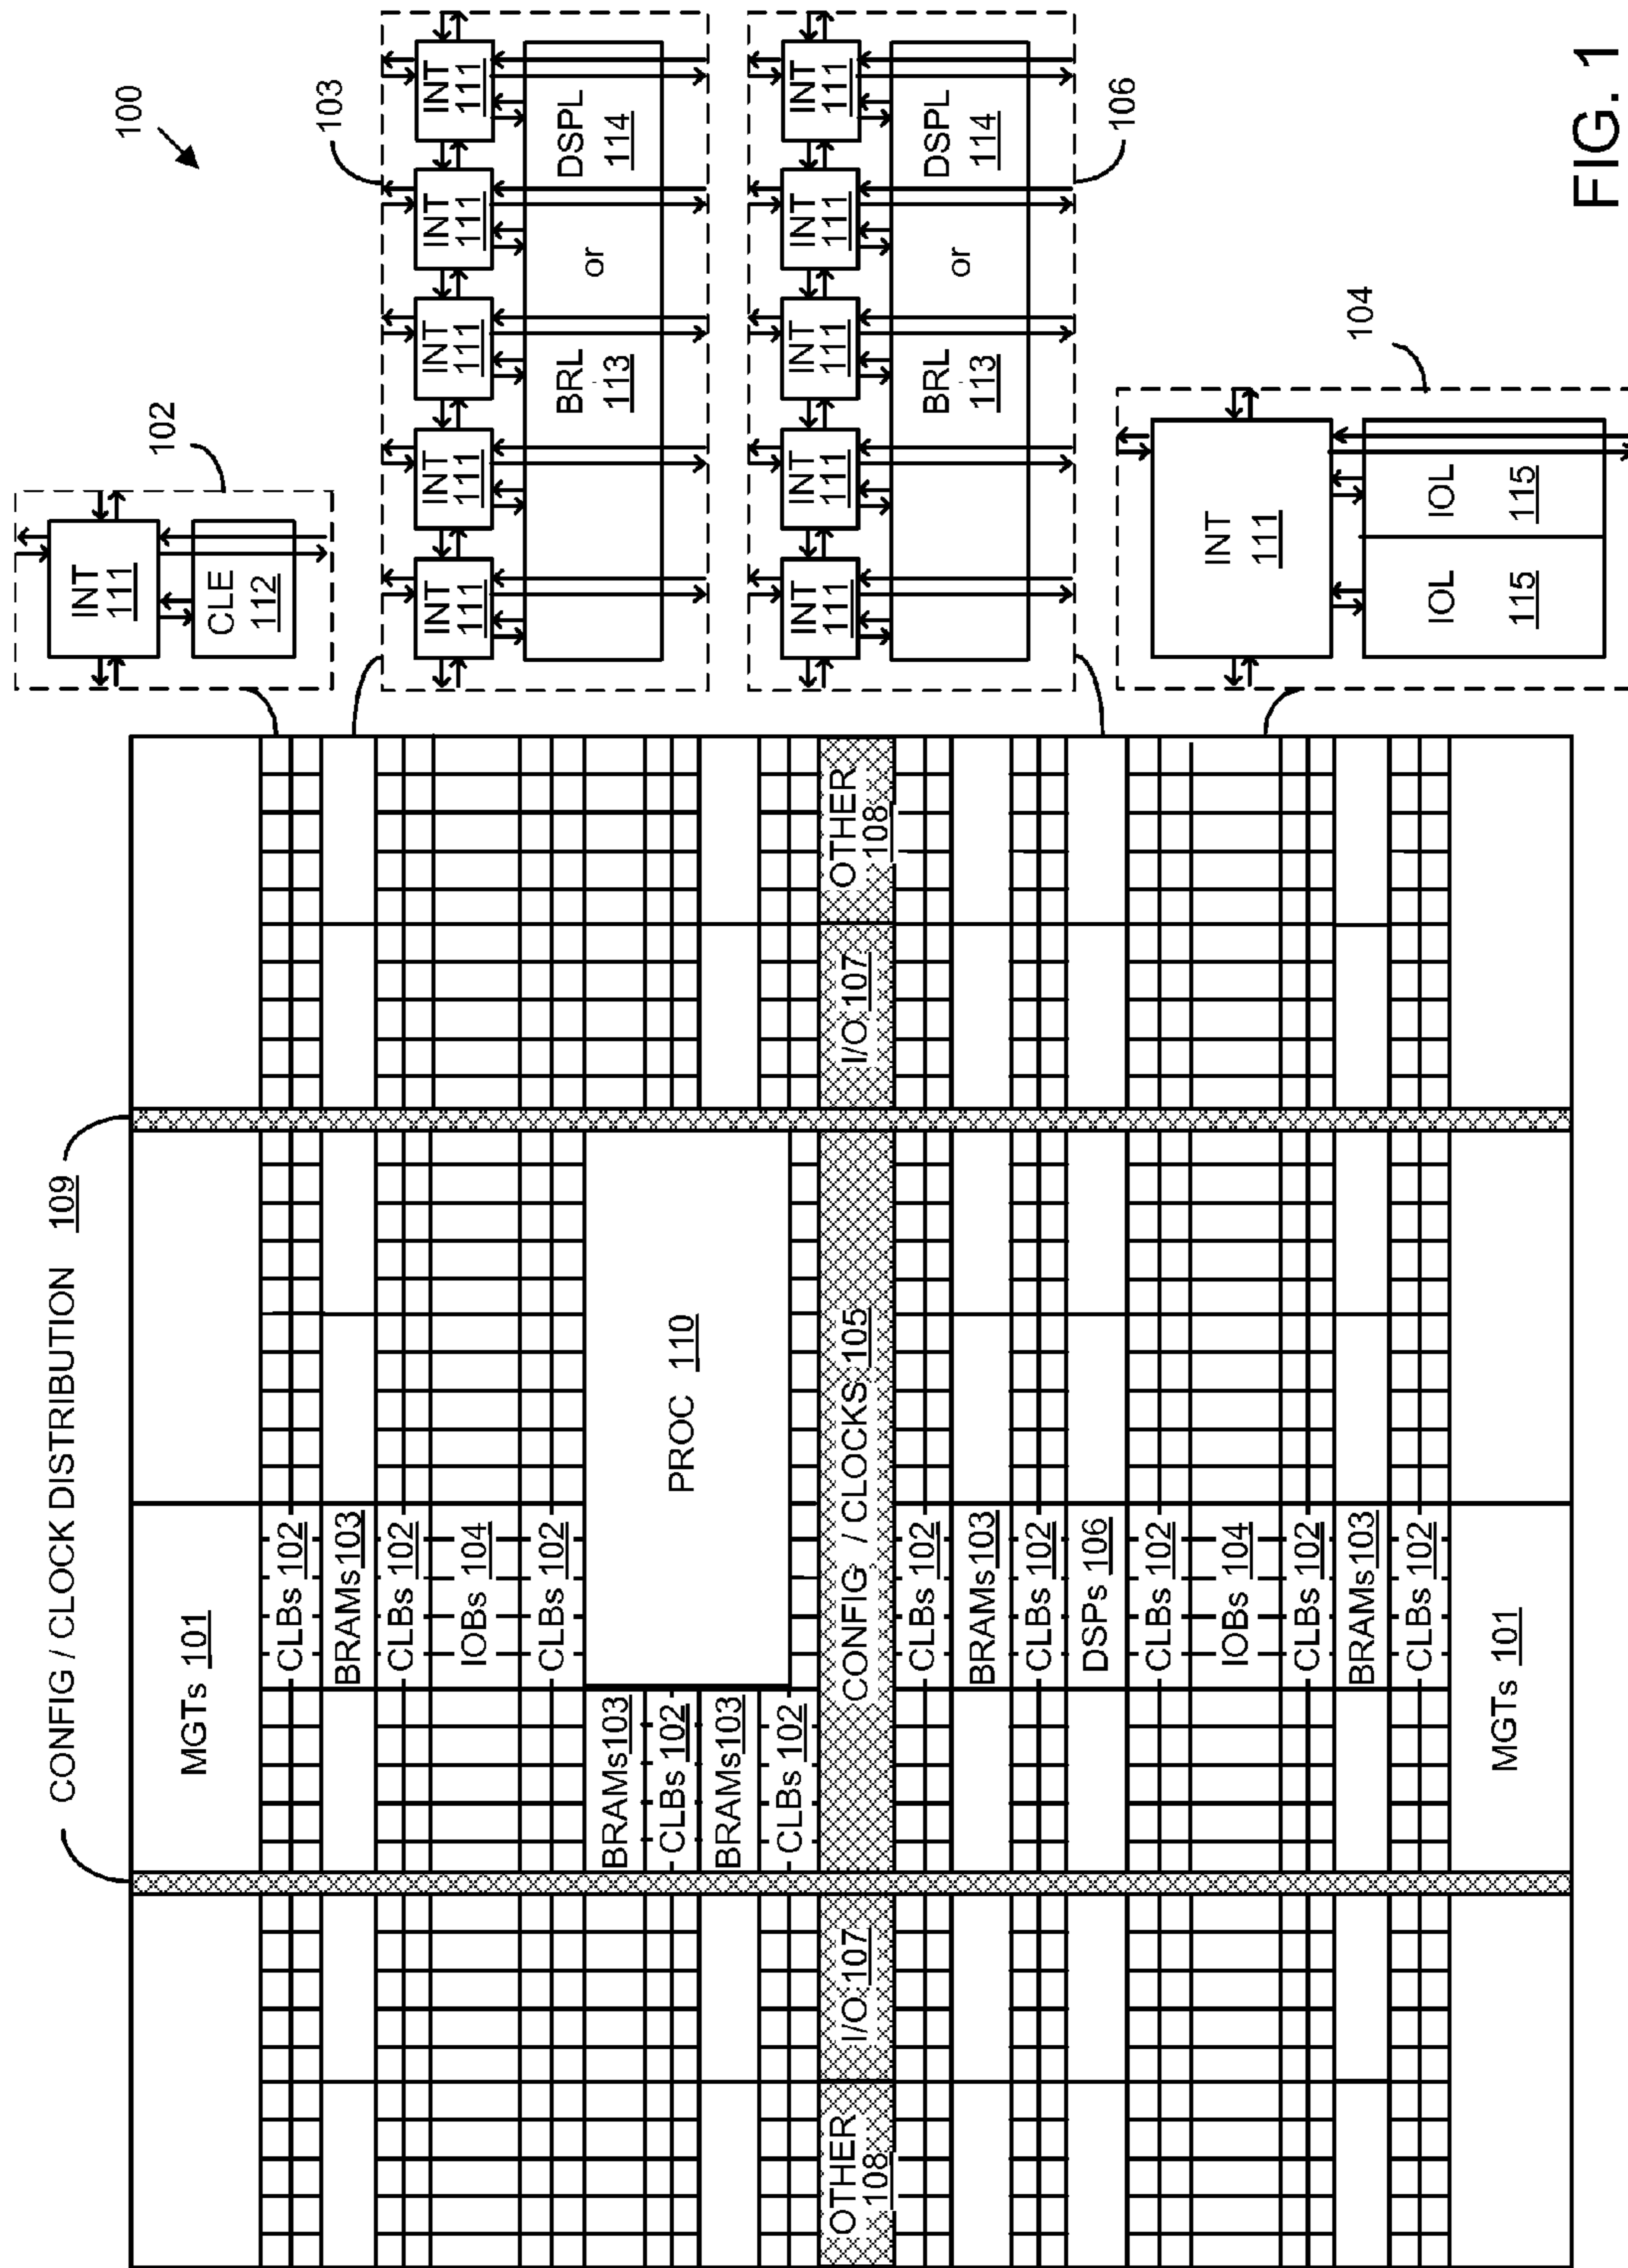 100
CONFIG / CLOCK DISTRIBUTION 109
MGTs 101
CLBs 102
BRAMs 103
CLBs 102
IOBs 104
CLBs 102
BRAMs 103
CLBs 102
BRAMs 103
CLBs 102
PROC 110
OTHER
108
I/O 107
CONFIG / CLOCKS 105
I/O 107
OTHER
108
CLBs 102
BRAMs 103
CLBs 102
DSPs 106
CLBs 102
IOBs 104
CLBs 102
BRAMs 103
CLBs 102
MGTs 101
INT
111
CLE
112
102
103
INT
111
INT
111
INT
111
INT
111
INT
111
BRL
113
or
DSPL
114
INT
111
INT
111
INT
111
INT
111
INT
111
BRL
113
or
DSPL
114
106
INT
111
IOL
115
IOL
115
104
FIG. 1